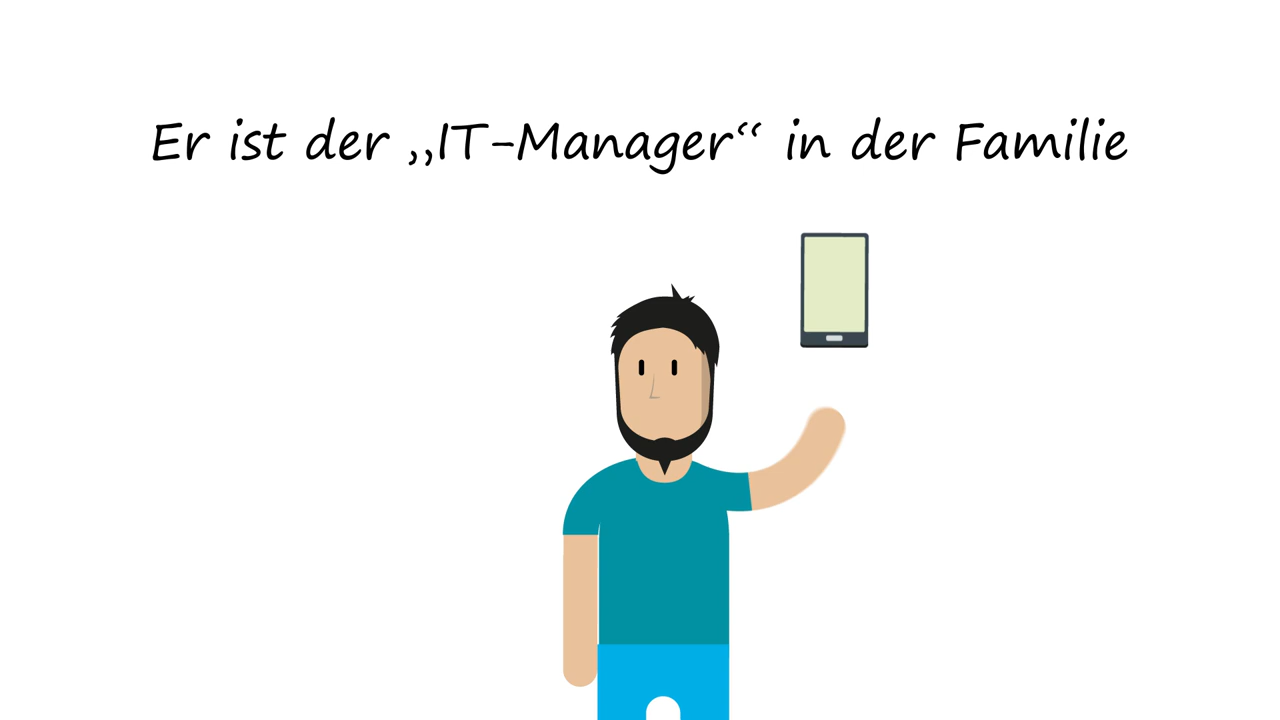 Er ist der ,,IT-Manager“ in der Familie